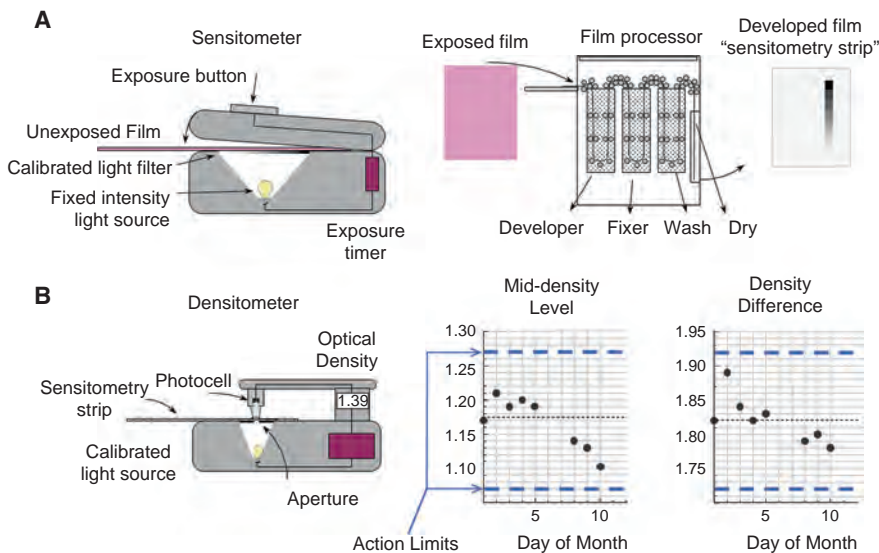 A
Sensitometer
Exposure button
Unexposed Film
Calibrated light filter
Fixed intensity
light source
Exposure
timer
Exposed film
Film processor
Developed film
“sensitometry strip”
Developer
Fixer
Wash
Dry
B
Densitometer
Optical
Density
Photocell
1.39
Sensitometry
strip
Calibrated
light source
Aperture
Action Limits
Mid-density
Level
1.30
1.25
1.20
1.15
1.10
5
10
Day of Month
Density
Difference
1.95
1.90
1.85
1.80
1.75
5
10
Day of Month